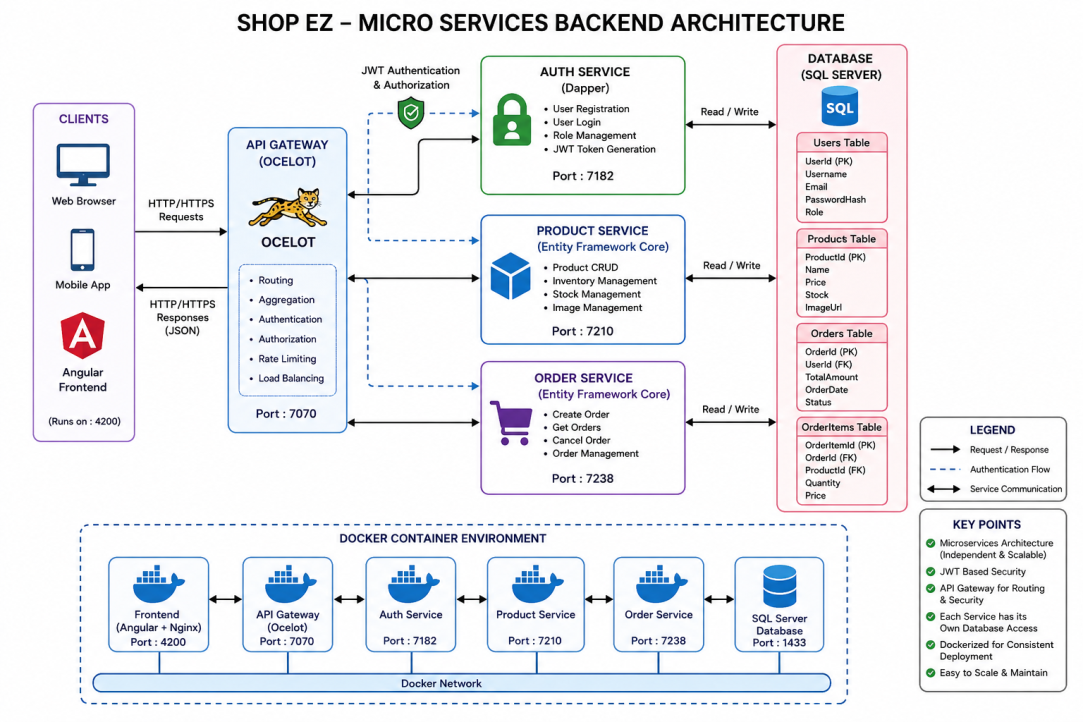 SHOP EZ – MICRO SERVICES BACKEND ARCHITECTURE
CLIENTS
Web Browser
Mobile App
Angular
Frontend
(Runs on : 4200)
HTTP/HTTPS
Requests
HTTP/HTTPS
Responses
(JSON)
API GATEWAY
(OCELOT)
OCELOT
• Routing
• Aggregation
• Authentication
• Authorization
• Rate Limiting
• Load Balancing
Port : 7070
JWT Authentication
& Authorization
AUTH SERVICE
(Dapper)
• User Registration
• User Login
• Role Management
• JWT Token Generation
Port : 7182
PRODUCT SERVICE
(Entity Framework Core)
• Product CRUD
• Inventory Management
• Stock Management
• Image Management
Port : 7210
ORDER SERVICE
(Entity Framework Core)
• Create Order
• Get Orders
• Cancel Order
• Order Management
Port : 7238
Read / Write
Read / Write
Read / Write
DATABASE
(SQL SERVER)
SQL
Users Table
UserId (PK)
Username
Email
PasswordHash
Role
Product Table
ProductId (PK)
Name
Price
Stock
ImageUrl
Orders Table
OrderId (PK)
UserId (FK)
TotalAmount
OrderDate
Status
OrderItems Table
OrderItemId (PK)
OrderId (FK)
ProductId (FK)
Quantity
Price
LEGEND
Request / Response
Authentication Flow
Service Communication
KEY POINTS
Microservices Architecture
(Independent & Scalable)
JWT Based Security
API Gateway for Routing
& Security
Each Service has its
Own Database Access
Dockerized for Consistent
Deployment
Easy to Scale & Maintain
DOCKER CONTAINER ENVIRONMENT
Frontend
(Angular + Nginx)
Port : 4200
API Gateway
(Ocelot)
Port : 7070
Auth Service
Port : 7182
Product Service
Port : 7210
Order Service
Port : 7238
SQL Server
Database
Port : 1433
Docker Network